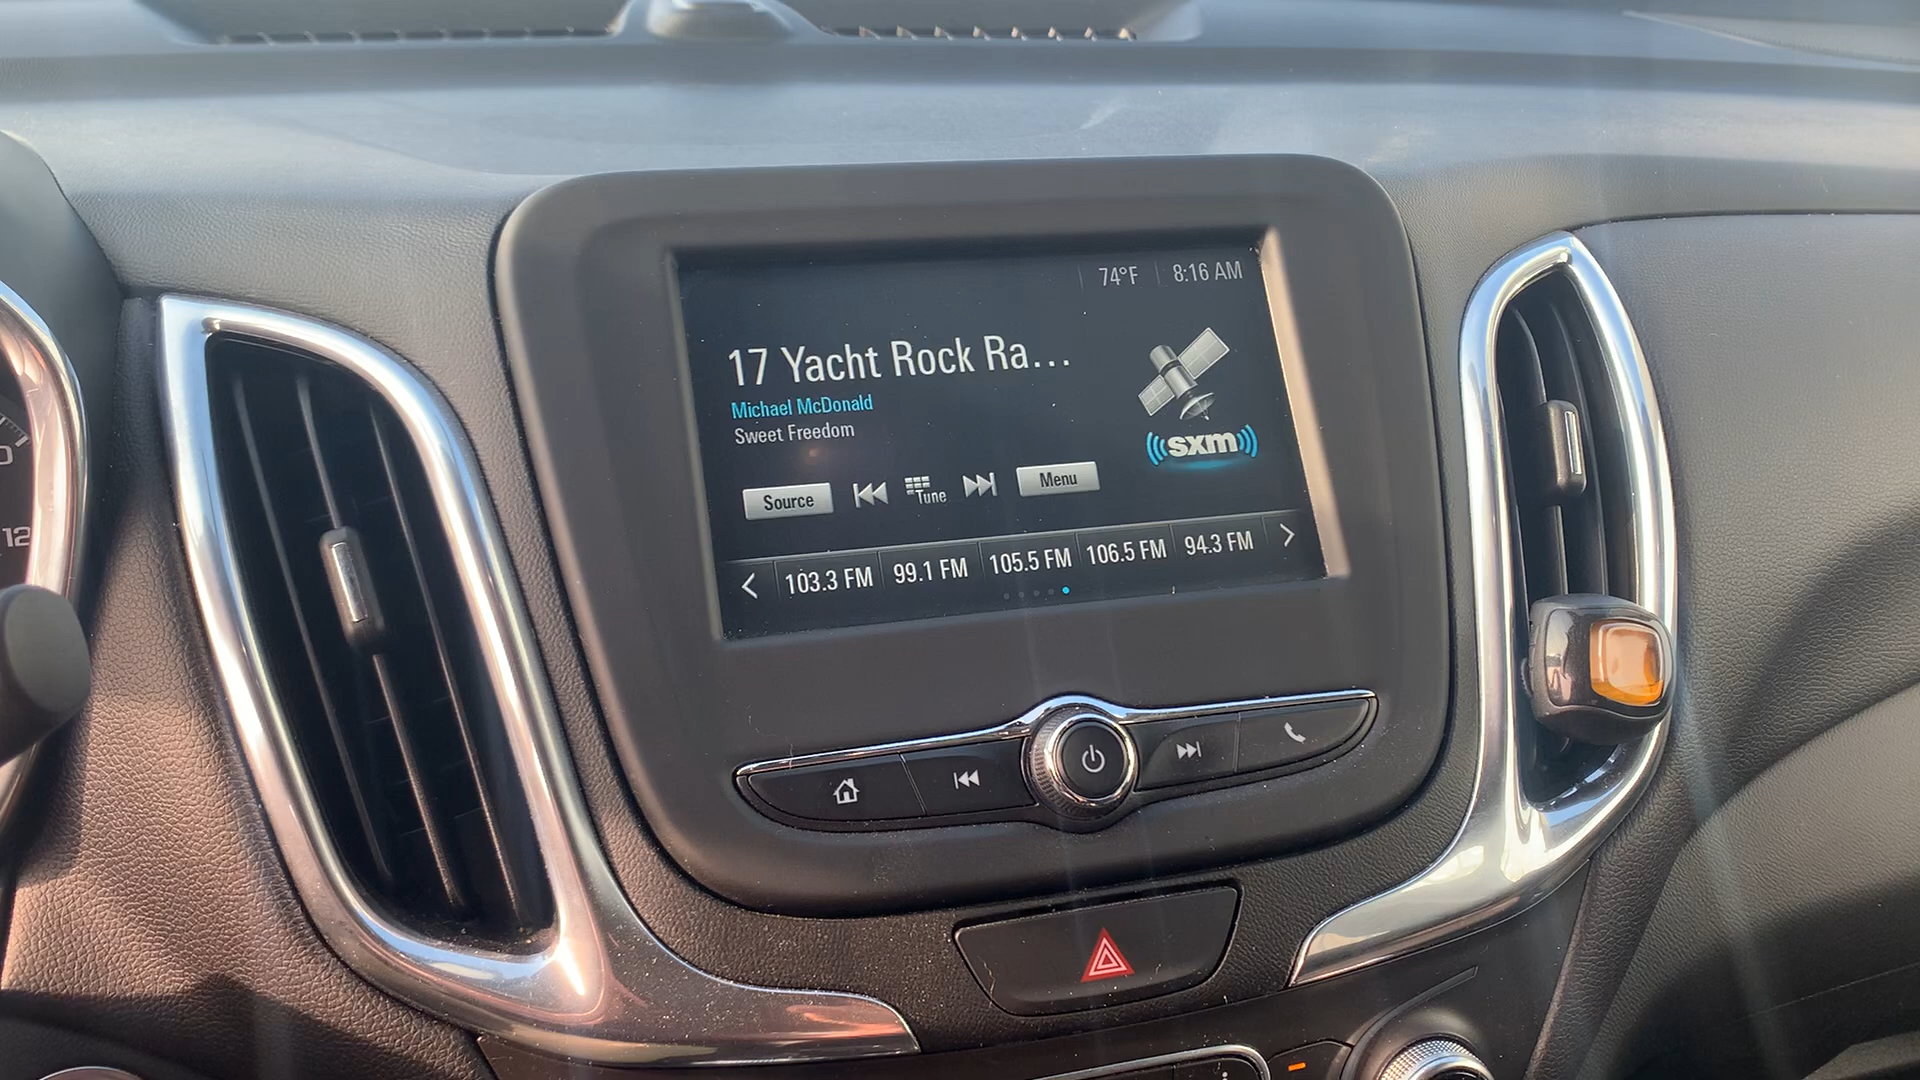 74°F 8:16 AM
17 Yacht Rock Ra...
Michael McDonald
Sweet Freedom
sxm
Source Tune Menu
103.3 FM 99.1 FM 105.5 FM 106.5 FM 94.3 FM
12